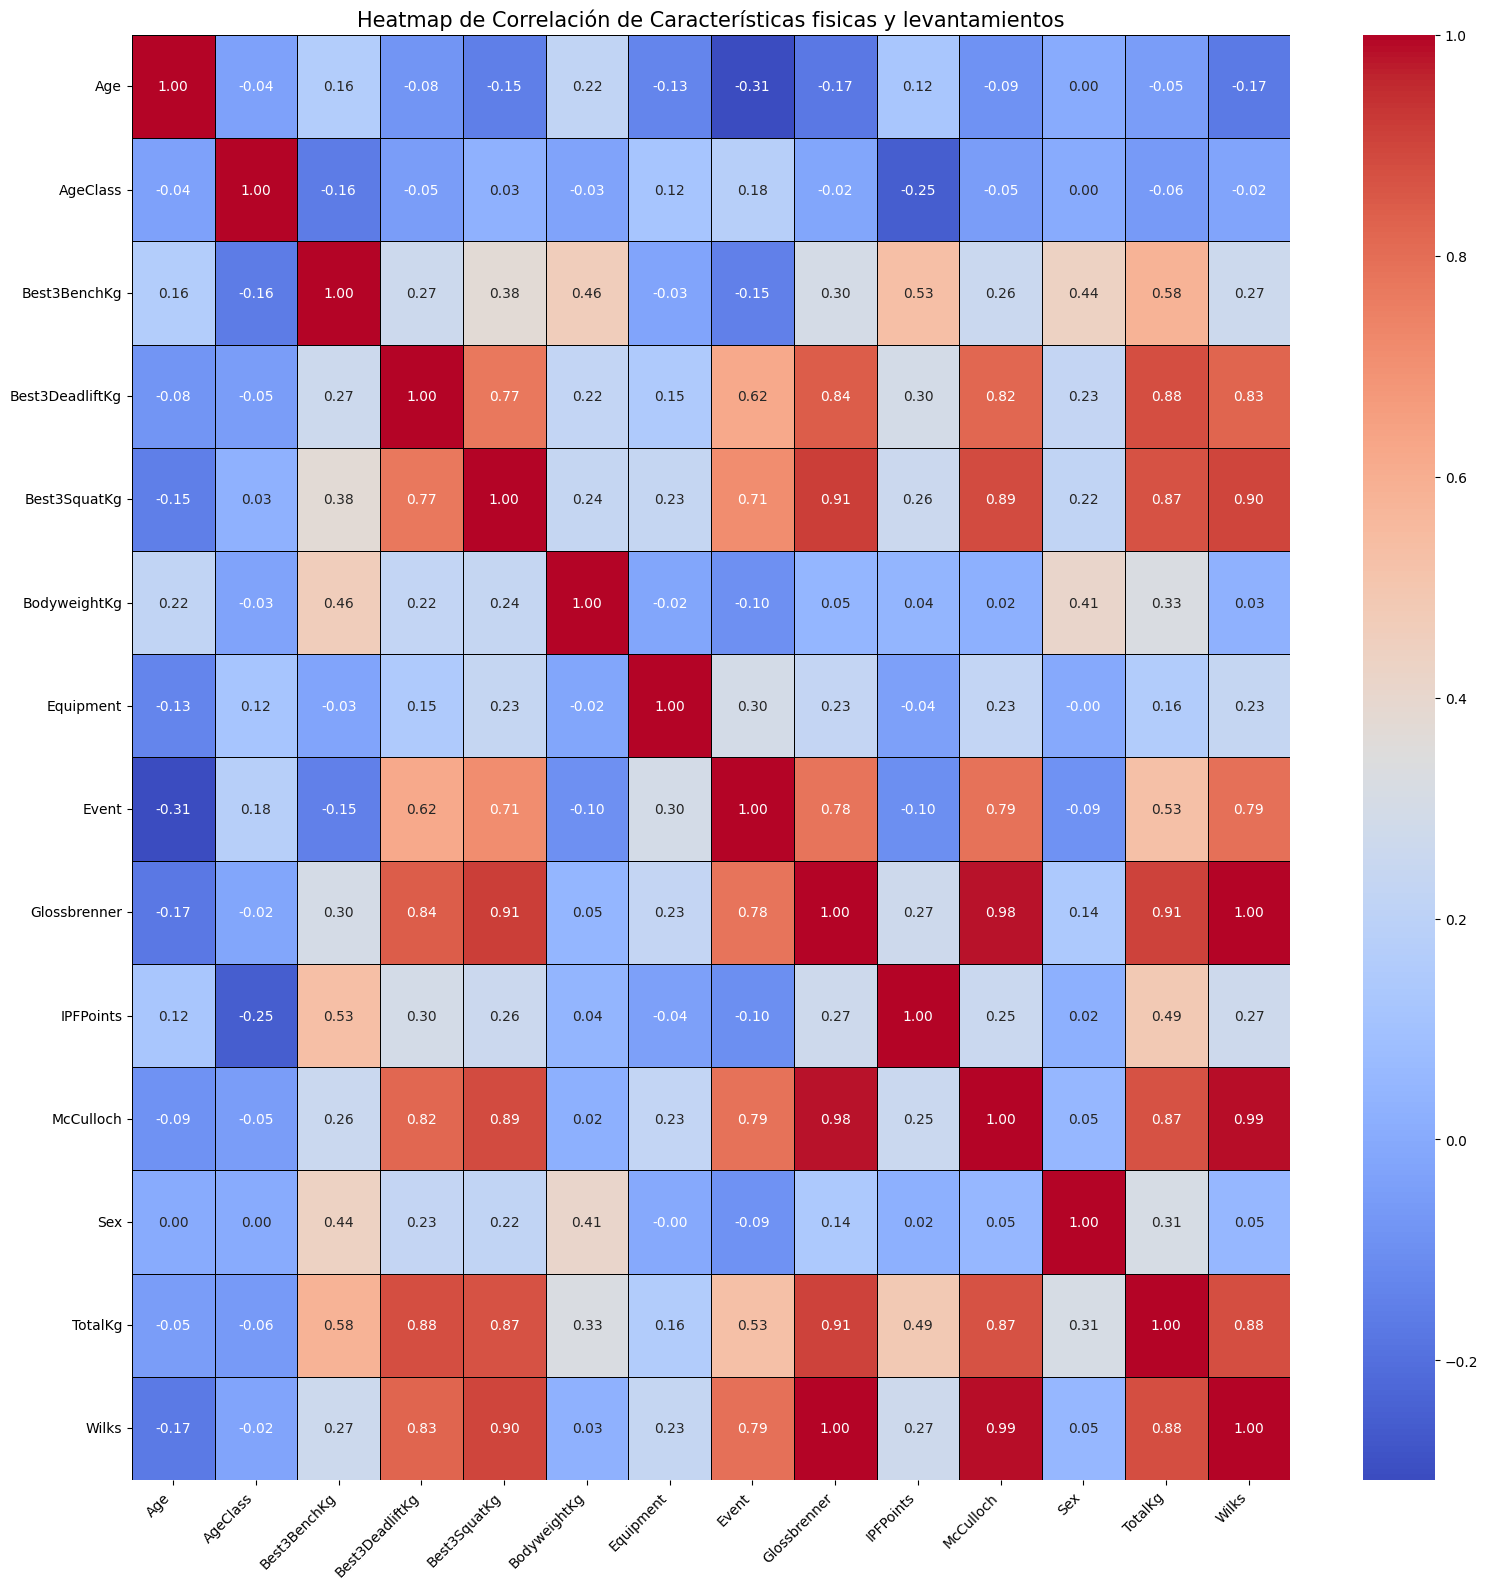 Heatmap de Correlación de Características fisicas y levantamientos
Age 1.00 -0.04 0.16 -0.08 -0.15 0.22 -0.13 -0.31 -0.17 0.12 -0.09 0.00 -0.05 -0.17
AgeClass -0.04 1.00 -0.16 -0.05 0.03 -0.03 0.12 0.18 -0.02 -0.25 -0.05 0.00 -0.06 -0.02
Best3BenchKg 0.16 -0.16 1.00 0.27 0.38 0.46 -0.03 -0.15 0.30 0.53 0.26 0.44 0.58 0.27
Best3DeadliftKg -0.08 -0.05 0.27 1.00 0.77 0.22 0.15 0.62 0.84 0.30 0.82 0.23 0.88 0.83
Best3SquatKg -0.15 0.03 0.38 0.77 1.00 0.24 0.23 0.71 0.91 0.26 0.89 0.22 0.87 0.90
BodyweightKg 0.22 -0.03 0.46 0.22 0.24 1.00 -0.02 -0.10 0.05 0.04 0.02 0.41 0.33 0.03
Equipment -0.13 0.12 -0.03 0.15 0.23 -0.02 1.00 0.30 0.23 -0.04 0.23 -0.00 0.16 0.23
Event -0.31 0.18 -0.15 0.62 0.71 -0.10 0.30 1.00 0.78 -0.10 0.79 -0.09 0.53 0.79
Glossbrenner -0.17 -0.02 0.30 0.84 0.91 0.05 0.23 0.78 1.00 0.27 0.98 0.14 0.91 1.00
IPFPoints 0.12 -0.25 0.53 0.30 0.26 0.04 -0.04 -0.10 0.27 1.00 0.25 0.02 0.49 0.27
McCulloch -0.09 -0.05 0.26 0.82 0.89 0.02 0.23 0.79 0.98 0.25 1.00 0.05 0.87 0.99
Sex 0.00 0.00 0.44 0.23 0.22 0.41 -0.00 -0.09 0.14 0.02 0.05 1.00 0.31 0.05
TotalKg -0.05 -0.06 0.58 0.88 0.87 0.33 0.16 0.53 0.91 0.49 0.87 0.31 1.00 0.88
Wilks -0.17 -0.02 0.27 0.83 0.90 0.03 0.23 0.79 1.00 0.27 0.99 0.05 0.88 1.00
Age AgeClass Best3BenchKg Best3DeadliftKg Best3SquatKg BodyweightKg Equipment Event Glossbrenner IPFPoints McCulloch Sex TotalKg Wilks
1.0
0.8
0.6
0.4
0.2
0.0
−0.2